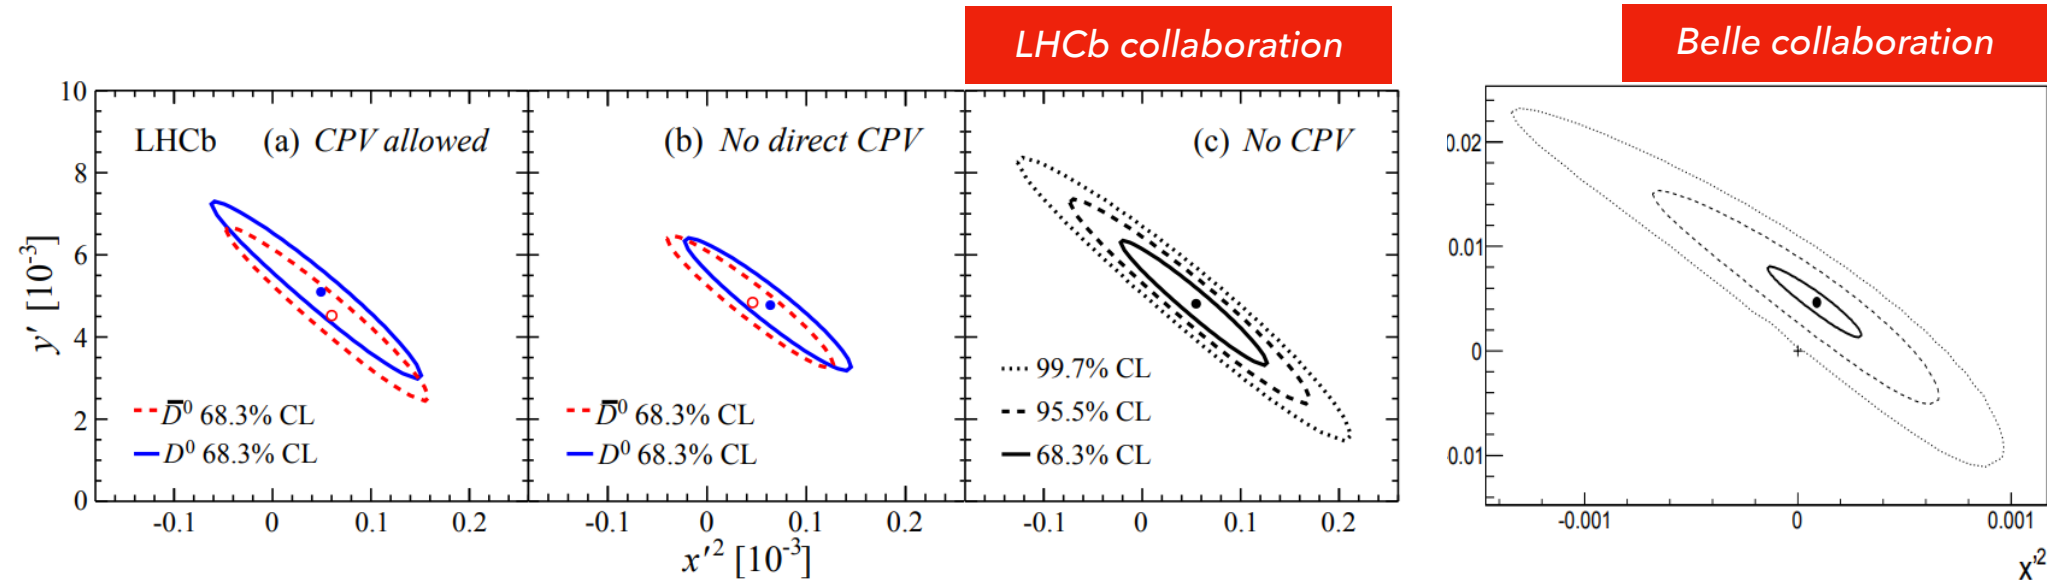 LHCb collaboration
Belle collaboration
10
8
6
4
2
0
y′ [10⁻³]
LHCb (a) CPV allowed
D̅⁰ 68.3% CL
D⁰ 68.3% CL
-0.1 0 0.1 0.2
(b) No direct CPV
D̅⁰ 68.3% CL
D⁰ 68.3% CL
-0.1 0 0.1 0.2
x′² [10⁻³]
(c) No CPV
99.7% CL
95.5% CL
68.3% CL
-0.1 0 0.1 0.2
0.02
0.01
0
0.01
-0.001 0 0.001
x′²